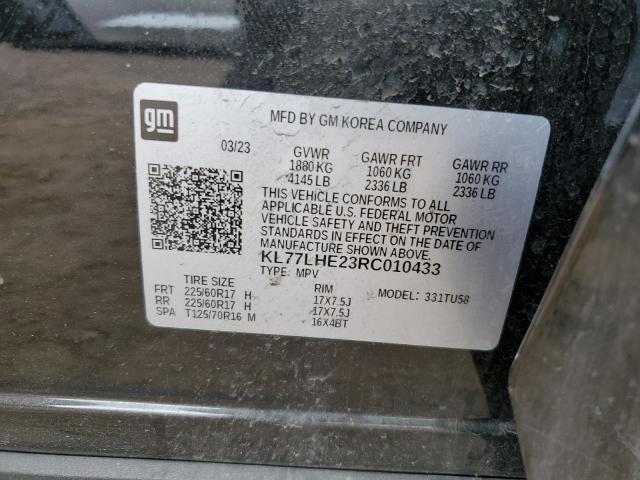 gm
MFD BY GM KOREA COMPANY
03/23 GVWR GAWR FRT GAWR RR
1880 KG 1060 KG 1060 KG
4145 LB 2336 LB 2336 LB
THIS VEHICLE CONFORMS TO ALL
APPLICABLE U.S. FEDERAL MOTOR
VEHICLE SAFETY AND THEFT PREVENTION
STANDARDS IN EFFECT ON THE DATE OF
MANUFACTURE SHOWN ABOVE.
KL77LHE23RC010433
TYPE: MPV
TIRE SIZE RIM MODEL: 331TU58
FRT 225/60R17 H 17X7.5J
RR 225/60R17 H 17X7.5J
SPA T125/70R16 M 16X4BT